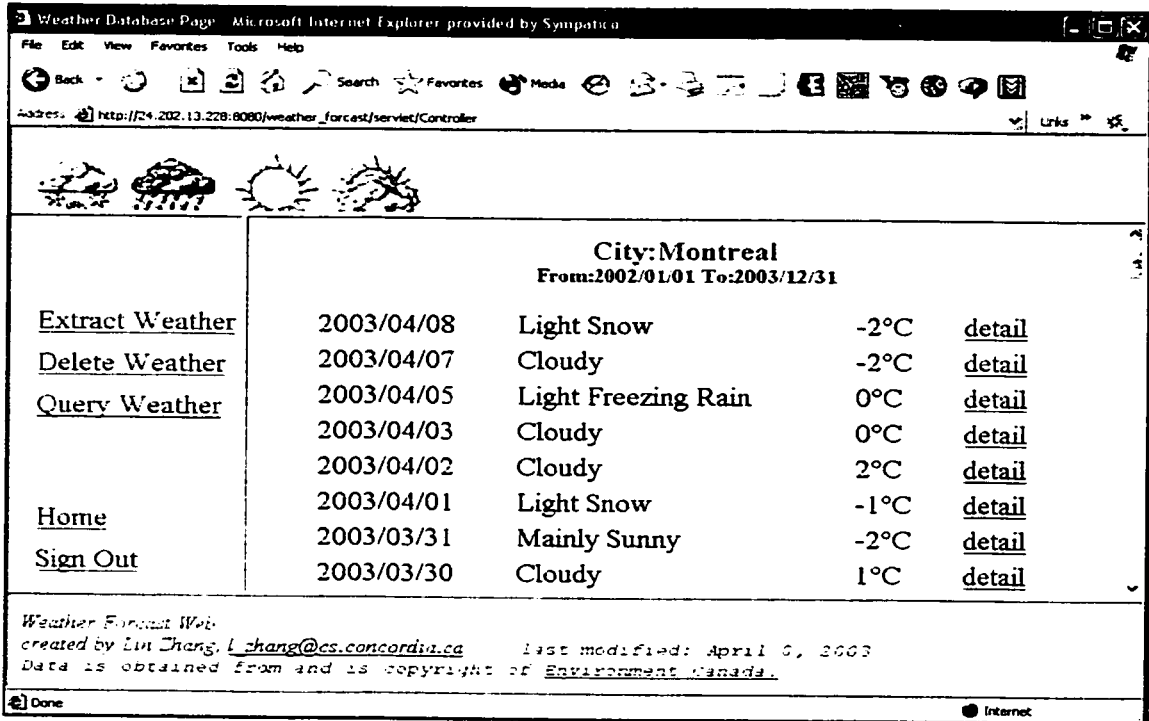 Weather Database Page Microsoft Internet Explorer provided by Sympatico
File Edit View Favorites Tools Help
Back Search Favorites Media
Address http://24.202.13.228:8080/weather_forcast/servlet/Controller Links »
City:Montreal
From:2002/01/01 To:2003/12/31
Extract Weather
Delete Weather
Query Weather
Home
Sign Out
2003/04/08 Light Snow -2°C detail
2003/04/07 Cloudy -2°C detail
2003/04/05 Light Freezing Rain 0°C detail
2003/04/03 Cloudy 0°C detail
2003/04/02 Cloudy 2°C detail
2003/04/01 Light Snow -1°C detail
2003/03/31 Mainly Sunny -2°C detail
2003/03/30 Cloudy 1°C detail
Weather Forcast Web
created by Lin Zhang, l_zhang@cs.concordia.ca last modified: April 2003
Data is obtained from and is copyright of Environment Canada.
Done Internet